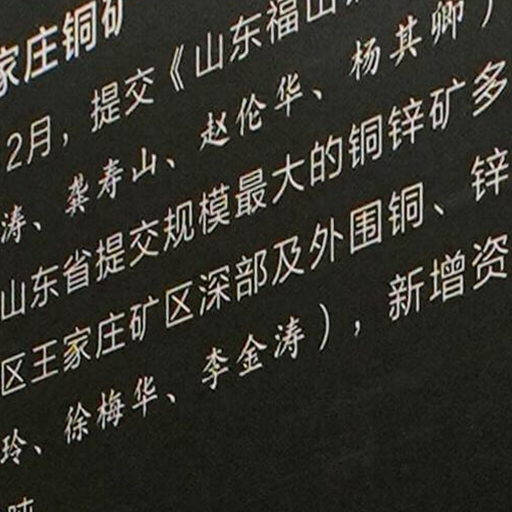 家庄铜矿
2月，提交《山东福山
涛、龚寿山、赵伦华、杨其卿）
山东省提交规模最大的铜锌矿多
区王家庄矿区深部及外围铜、锌
玲、徐梅华、李金涛），新增资